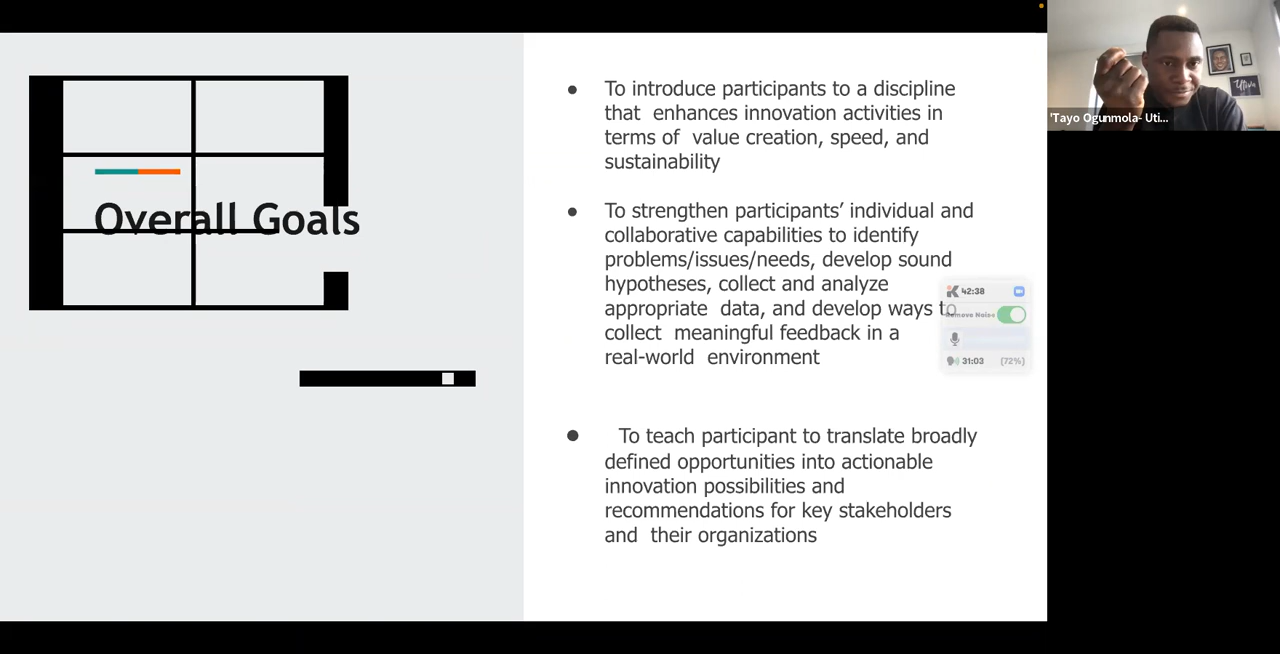 Overall Goals
● To introduce participants to a discipline
that enhances innovation activities in
terms of value creation, speed, and
sustainability
● To strengthen participants’ individual and
collaborative capabilities to identify
problems/issues/needs, develop sound
hypotheses, collect and analyze
appropriate data, and develop ways to
collect meaningful feedback in a
real-world environment
● To teach participant to translate broadly
defined opportunities into actionable
innovation possibilities and
recommendations for key stakeholders
and their organizations
42:38
Remove Noise
31:03 (72%)
Utiva
'Tayo Ogunmola- Uti...